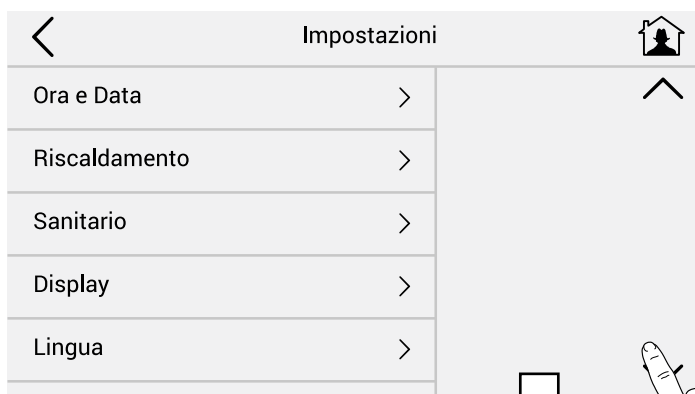 Impostazioni
Ora e Data
Riscaldamento
Sanitario
Display
Lingua